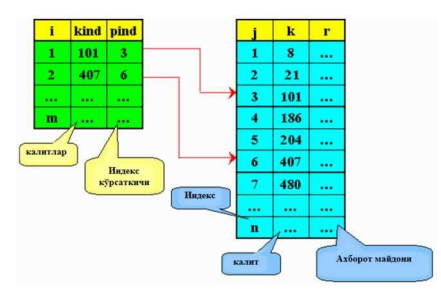 i kind pind
1 101 3
2 407 6
... ... ...
m ... ...
калитлар
Индекс
кўрсаткичи
j k r
1 8 ...
2 21 ...
3 101 ...
4 186 ...
5 204 ...
6 407 ...
7 480 ...
... ... ...
n ... ...
Индекс
калит
Ахборот майдони